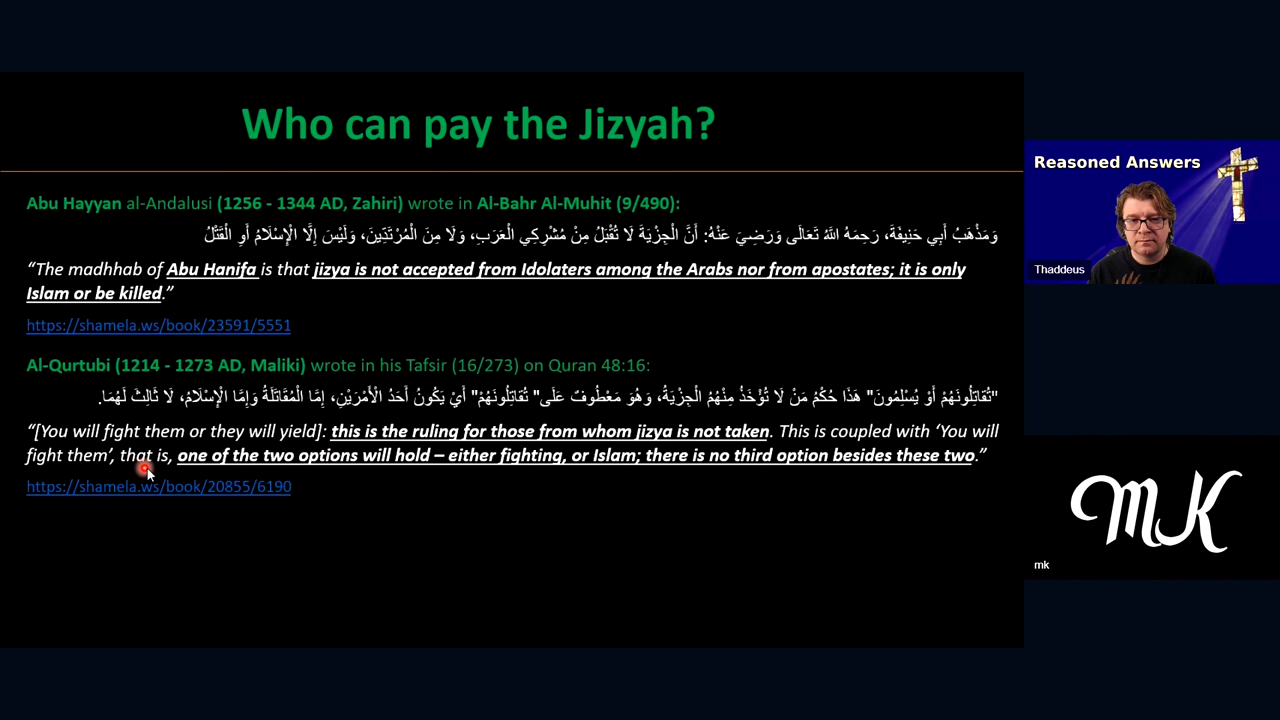 Who can pay the Jizyah?
Abu Hayyan al-Andalusi (1256 - 1344 AD, Zahiri) wrote in Al-Bahr Al-Muhit (9/490):
وَمَذْهَبُ أَبِي حَنِيفَةَ، رَحِمَهُ اللَّهُ تَعَالَى وَرَضِيَ عَنْهُ: أَنَّ الْجِزْيَةَ لَا تُقْبَلُ مِنْ مُشْرِكِي الْعَرَبِ، وَلَا مِنَ الْمُرْتَدِّينَ، وَلَيْسَ إِلَّا الْإِسْلَامُ أَوِ الْقَتْلُ
“The madhhab of Abu Hanifa is that jizya is not accepted from Idolaters among the Arabs nor from apostates; it is only
Islam or be killed.”
https://shamela.ws/book/23591/5551
Al-Qurtubi (1214 - 1273 AD, Maliki) wrote in his Tafsir (16/273) on Quran 48:16:
"تُقَاتِلُونَهُمْ أَوْ يُسْلِمُونَ" هَذَا حُكْمُ مَنْ لَا تُؤْخَذُ مِنْهُمُ الْجِزْيَةُ، وَهُوَ مَعْطُوفٌ عَلَى" تُقَاتِلُونَهُمْ" أَيْ يَكُونُ أَحَدُ الْأَمْرَيْنِ، إِمَّا الْمُقَاتَلَةُ وَإِمَّا الْإِسْلَامُ، لَا ثَالِثَ لَهُمَا.
“[You will fight them or they will yield]: this is the ruling for those from whom jizya is not taken. This is coupled with ‘You will
fight them’, that is, one of the two options will hold – either fighting, or Islam; there is no third option besides these two.”
https://shamela.ws/book/20855/6190
Reasoned Answers
Thaddeus
MK
mk